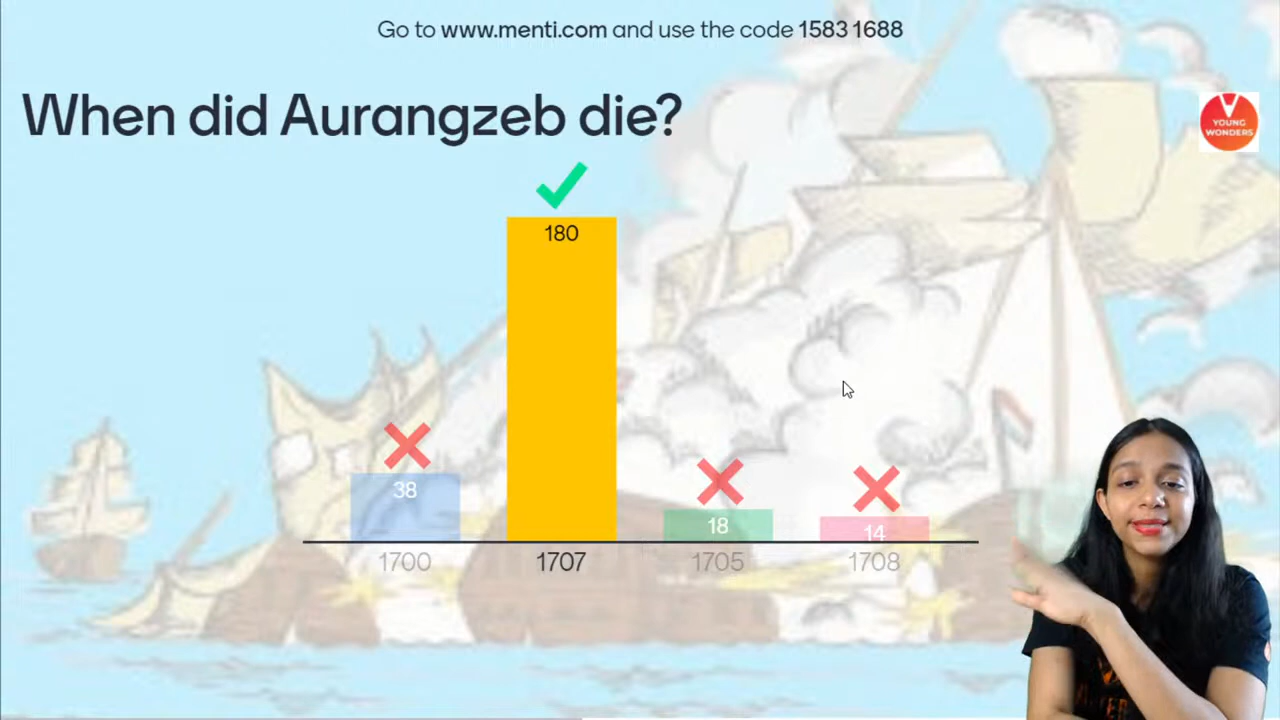 Go to www.menti.com and use the code 1583 1688
When did Aurangzeb die?
V
YOUNG
WONDERS
180
38
18
14
1700
1707
1705
1708